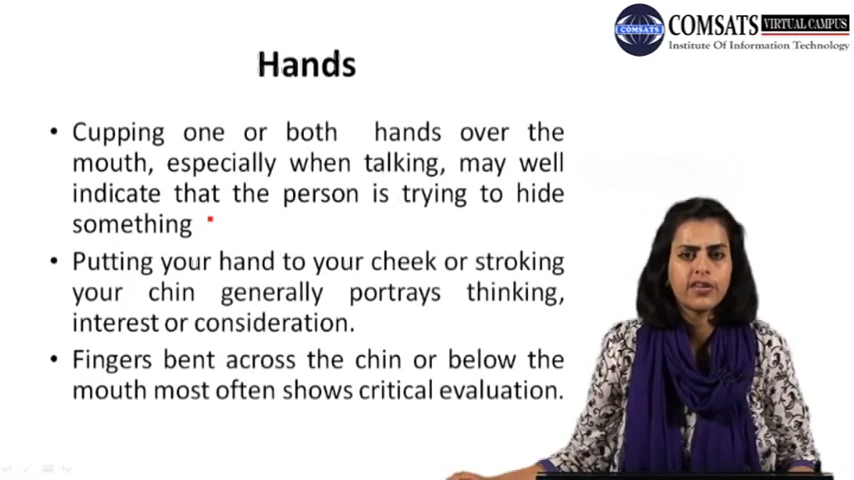 COMSATS VIRTUAL CAMPUS
COMSATS
Institute Of Information Technology
Hands
• Cupping one or both hands over the
mouth, especially when talking, may well
indicate that the person is trying to hide
something
• Putting your hand to your cheek or stroking
your chin generally portrays thinking,
interest or consideration.
• Fingers bent across the chin or below the
mouth most often shows critical evaluation.